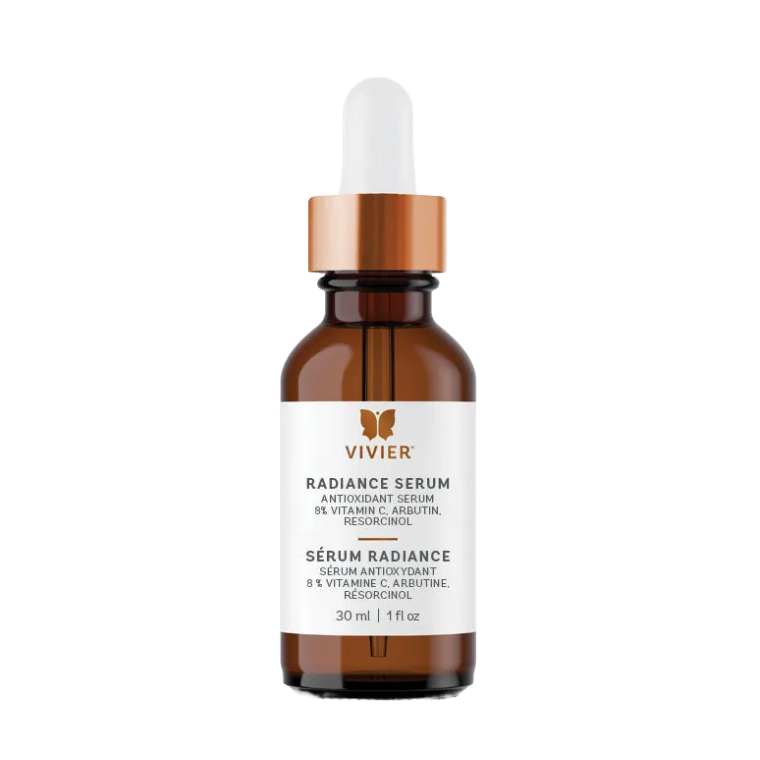 VIVIER™
RADIANCE SERUM
ANTIOXIDANT SERUM
8% VITAMIN C, ARBUTIN,
RESORCINOL
SÉRUM RADIANCE
SÉRUM ANTIOXYDANT
8 % VITAMINE C, ARBUTINE,
RÉSORCINOL
30 ml | 1 fl oz